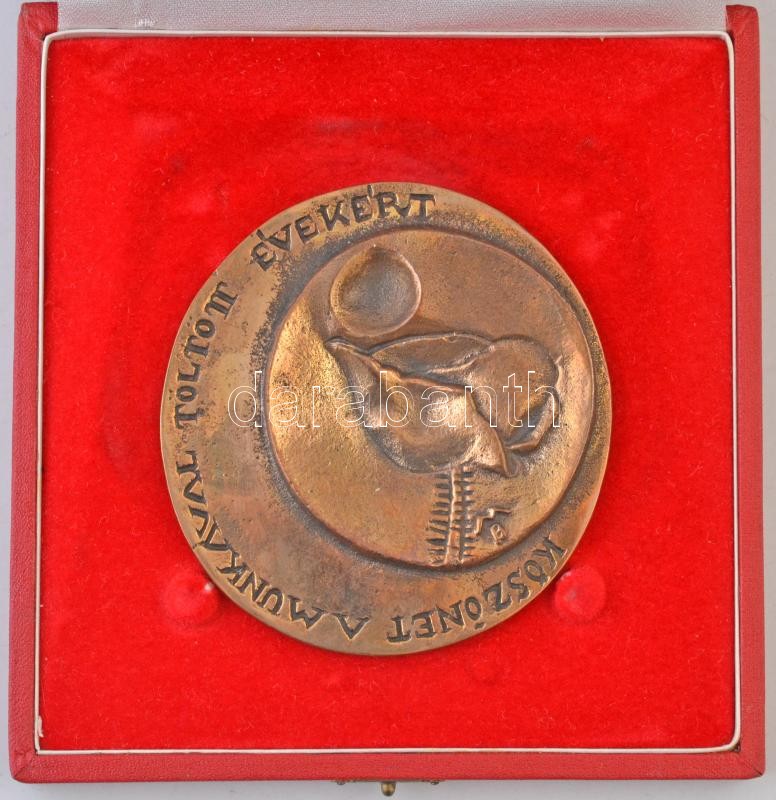 KÖSZÖNET A MUNKÁVAL TÖLTÖTT ÉVEKÉRT
B
darabanth